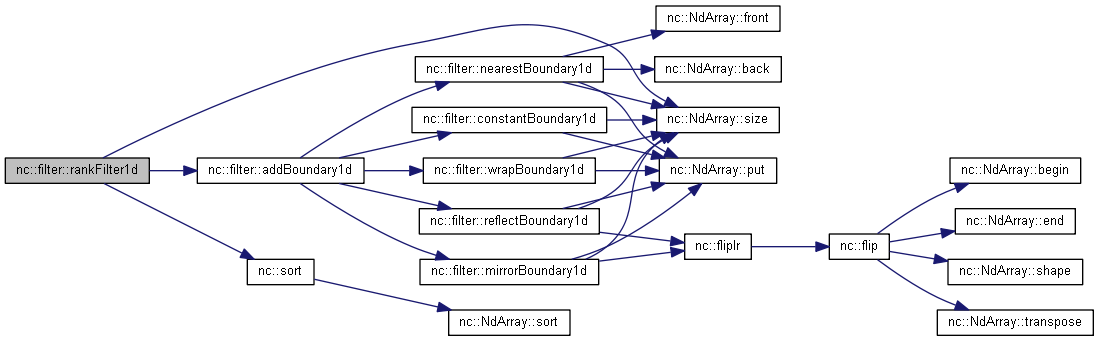 nc::filter::rankFilter1d
nc::filter::addBoundary1d
nc::sort
nc::filter::nearestBoundary1d
nc::filter::constantBoundary1d
nc::filter::wrapBoundary1d
nc::filter::reflectBoundary1d
nc::filter::mirrorBoundary1d
nc::NdArray::sort
nc::NdArray::front
nc::NdArray::back
nc::NdArray::size
nc::NdArray::put
nc::fliplr
nc::flip
nc::NdArray::begin
nc::NdArray::end
nc::NdArray::shape
nc::NdArray::transpose